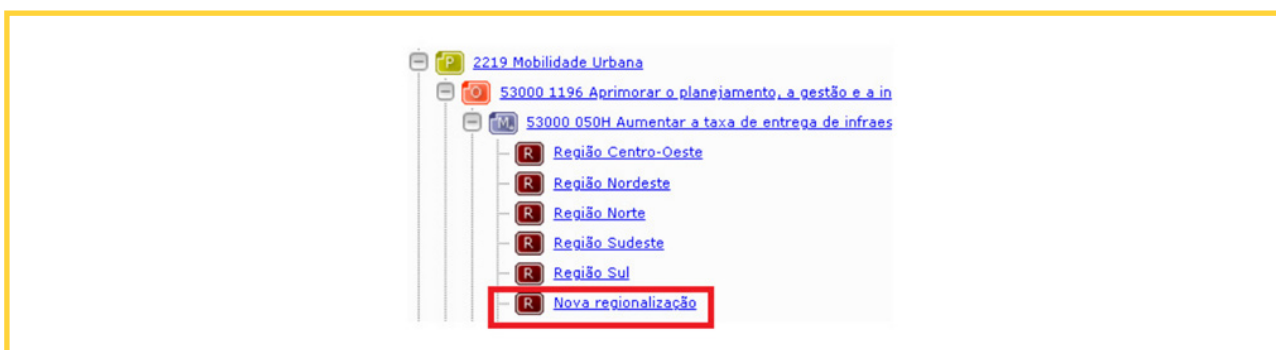 P 2219 Mobilidade Urbana
O 53000 1196 Aprimorar o planejamento, a gestão e a in
M 53000 050H Aumentar a taxa de entrega de infraes
R Região Centro-Oeste
R Região Nordeste
R Região Norte
R Região Sudeste
R Região Sul
R Nova regionalização